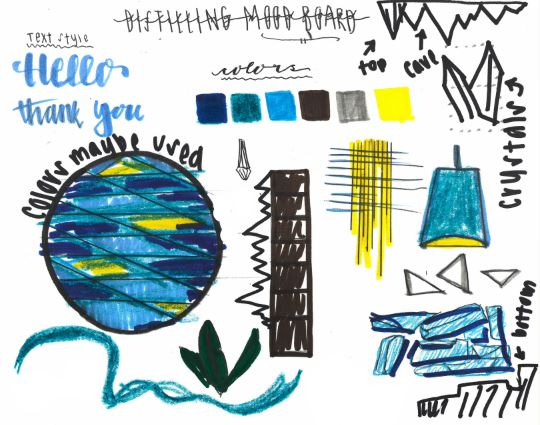 DISTILLING MOOD BOARD
Text style
Hello
thank you
colors
top
cave
crystals
colors maybe used
bottom